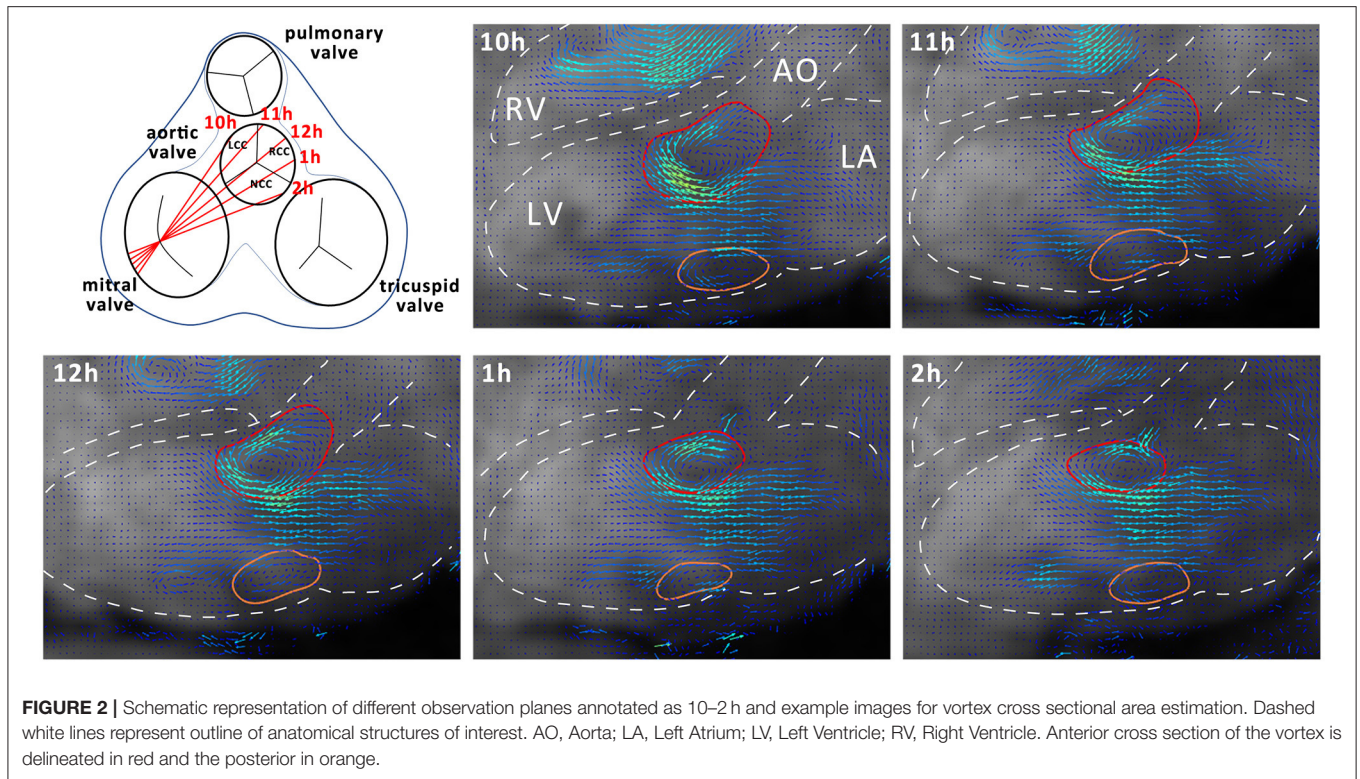 pulmonary
valve
10h
11h
12h
1h
2h
aortic
valve
LCC
RCC
NCC
mitral
valve
tricuspid
valve
10h
RV
AO
LV
LA
11h
12h
1h
2h
FIGURE 2 | Schematic representation of different observation planes annotated as 10–2 h and example images for vortex cross sectional area estimation. Dashed
white lines represent outline of anatomical structures of interest. AO, Aorta; LA, Left Atrium; LV, Left Ventricle; RV, Right Ventricle. Anterior cross section of the vortex is
delineated in red and the posterior in orange.